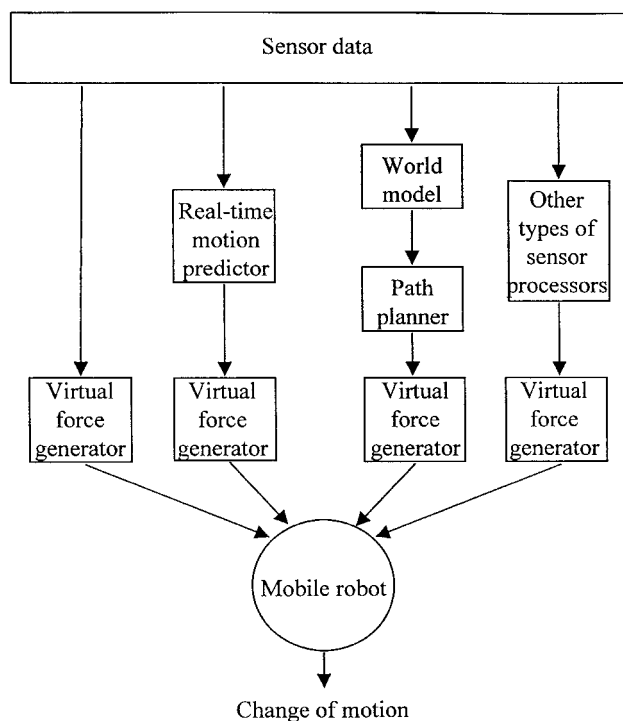 Sensor data
World
model
Real-time
motion
predictor
Other
types of
sensor
processors
Path
planner
Virtual
force
generator
Virtual
force
generator
Virtual
force
generator
Virtual
force
generator
Mobile robot
Change of motion